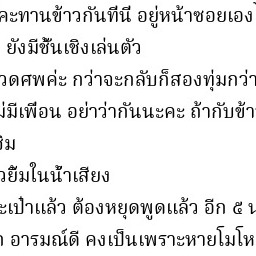 คะทานข้าวกันที่นี่ อยู่หน้าซอยเอง
ยังมีชั้นเชิงเล่นตัว
วดศพค่ะ กว่าจะกลับก็สองทุ่มกว่า
ม่มีเพื่อน อย่าว่ากันนะคะ ถ้ากับข้า
ชิม
วยิ้มในน้ำเสียง
ะเป๋าแล้ว ต้องหยุดพูดแล้ว อีก ๕
อารมณ์ดี คงเป็นเพราะหายโมโห